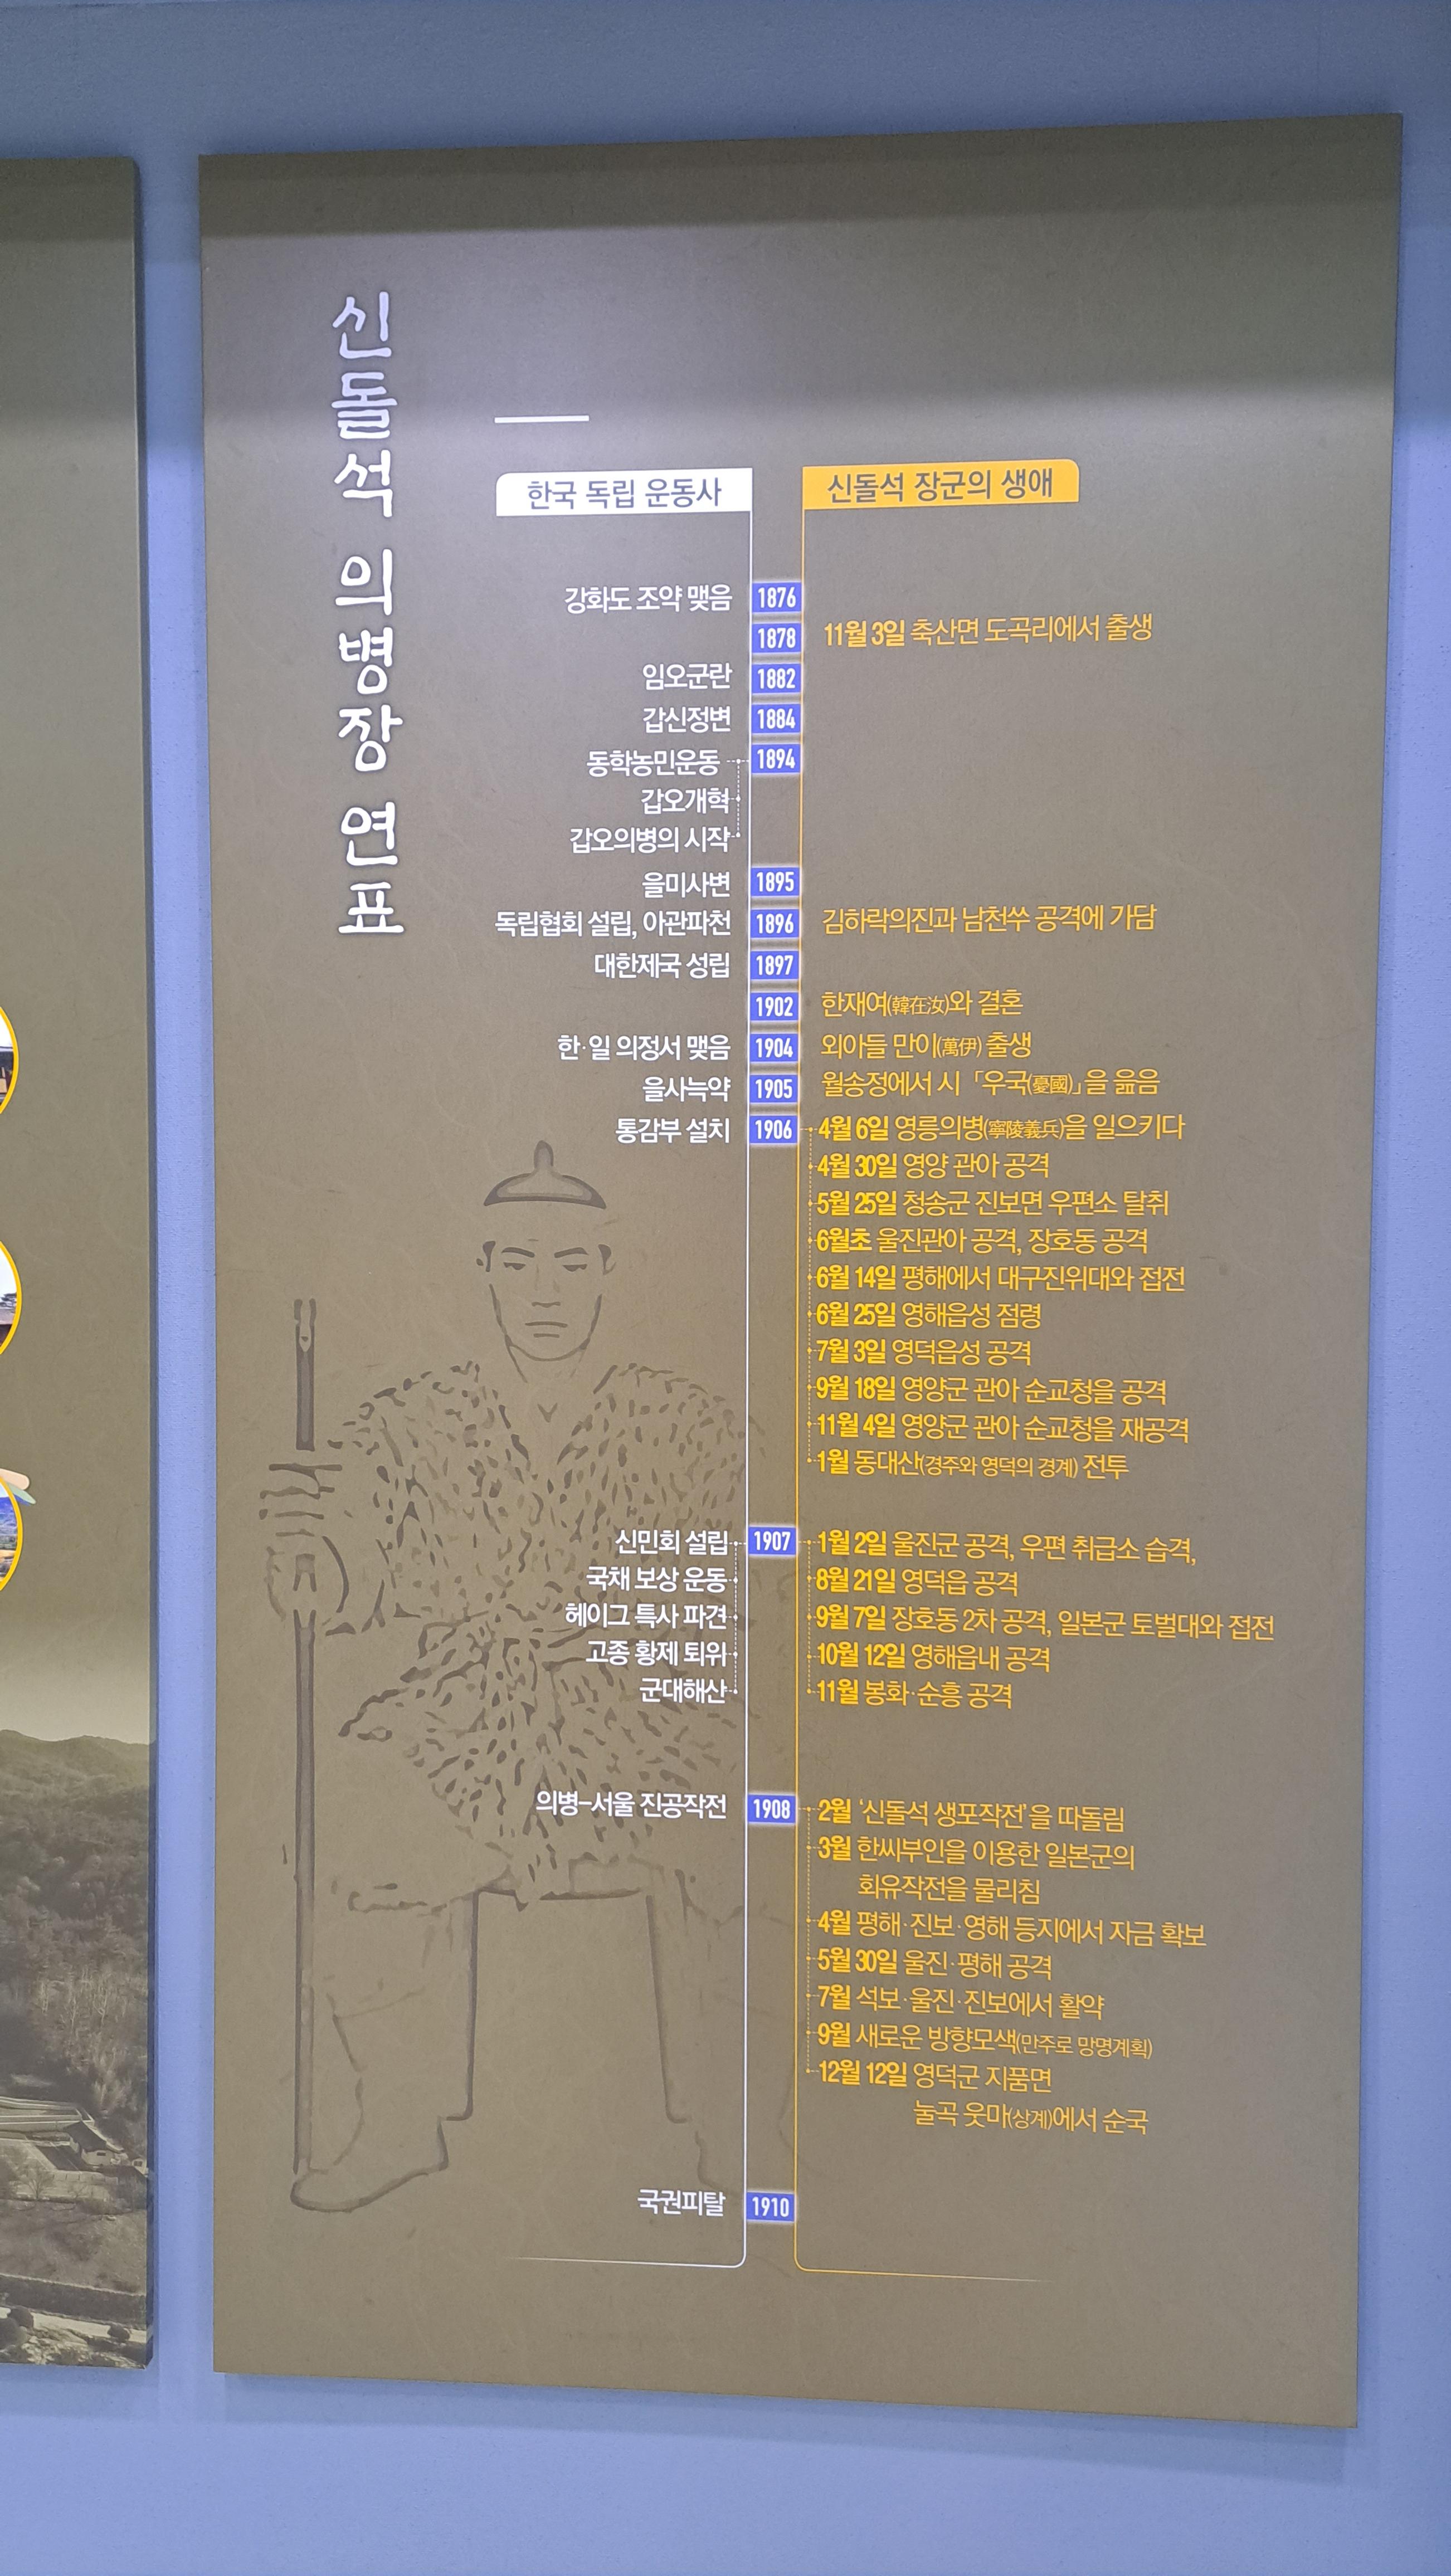 신돌석 의병장 연표
한국 독립 운동사
신돌석 장군의 생애
강화도 조약 맺음 1876
1878 11월 3일 축산면 도곡리에서 출생
임오군란 1882
갑신정변 1884
동학농민운동 1894
갑오개혁
갑오의병의 시작
을미사변 1895
독립협회 설립, 아관파천 1896 김하락의진과 남천쑤 공격에 가담
대한제국 성립 1897
1902 한재여(韓在汝)와 결혼
한·일 의정서 맺음 1904 외아들 만이(萬伊) 출생
을사늑약 1905 월송정에서 시 「우국(憂國)」을 읊음
통감부 설치 1906 4월 6일 영릉의병(寧陵義兵)을 일으키다
4월 30일 영양 관아 공격
5월 25일 청송군 진보면 우편소 탈취
6월초 울진관아 공격, 장호동 공격
6월 14일 평해에서 대구진위대와 접전
6월 25일 영해읍성 점령
7월 3일 영덕읍성 공격
9월 18일 영양군 관아 순교청을 공격
11월 4일 영양군 관아 순교청을 재공격
1월 동대산(경주와 영덕의 경계) 전투
신민회 설립 1907 1월 2일 울진군 공격, 우편 취급소 습격,
국채 보상 운동 8월 21일 영덕읍 공격
헤이그 특사 파견 9월 7일 장호동 2차 공격, 일본군 토벌대와 접전
고종 황제 퇴위 10월 12일 영해읍내 공격
군대해산 11월 봉화·순흥 공격
의병-서울 진공작전 1908 2월 '신돌석 생포작전'을 따돌림
3월 한씨부인을 이용한 일본군의
회유작전을 물리침
4월 평해·진보·영해 등지에서 자금 확보
5월 30일 울진·평해 공격
7월 석보·울진·진보에서 활약
9월 새로운 방향모색(만주로 망명계획)
12월 12일 영덕군 지품면
눌곡 웃마(상계)에서 순국
국권피탈 1910